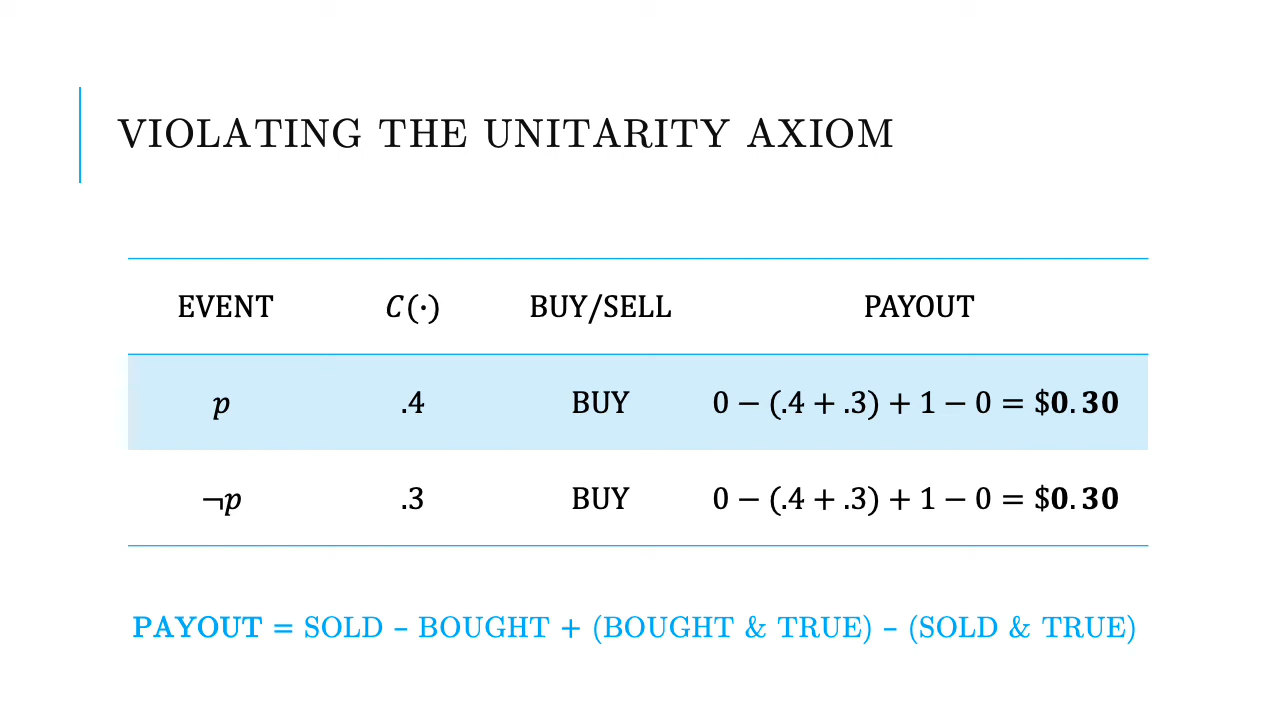 VIOLATING THE UNITARITY AXIOM
EVENT C(·) BUY/SELL PAYOUT
p .4 BUY 0 − (.4 + .3) + 1 − 0 = $0.30
¬p .3 BUY 0 − (.4 + .3) + 1 − 0 = $0.30
PAYOUT = SOLD – BOUGHT + (BOUGHT & TRUE) – (SOLD & TRUE)